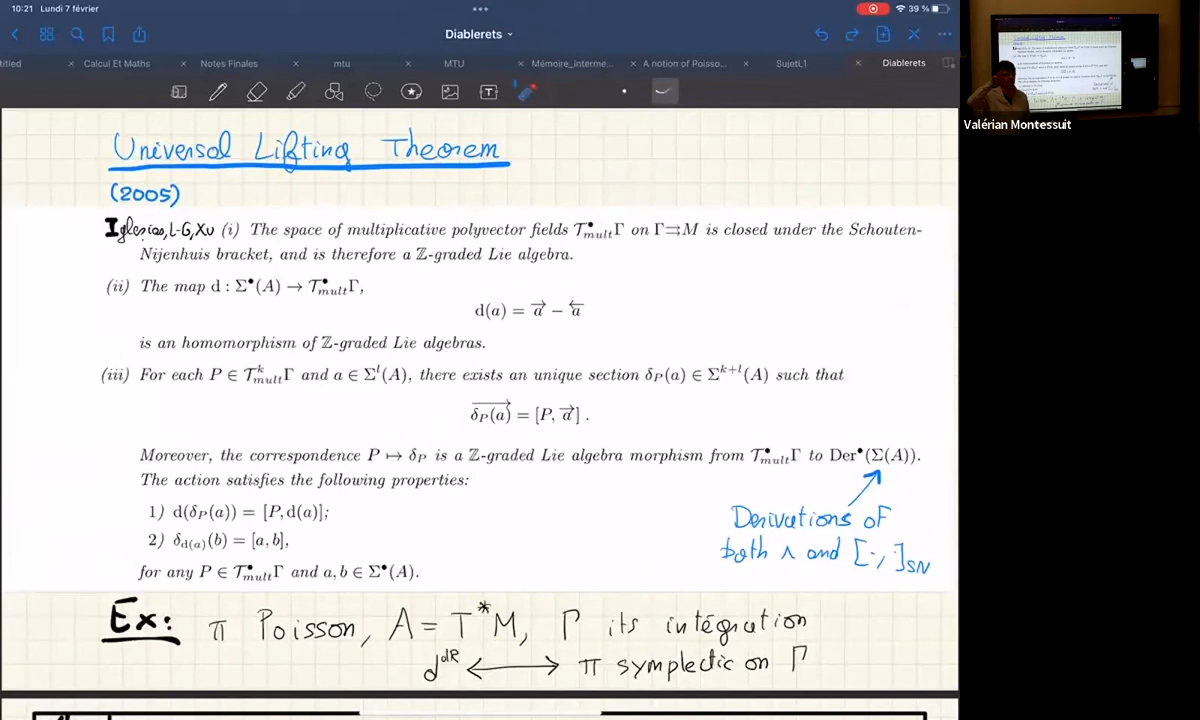 10:21 Lundi 7 février
39 %
Diablerets
titled
Calcul Et Maths
Notes Finales
mtu
MTU
Mémoire_interme...
A notion of Poisso...
SujetL1
Diablerets
Valérian Montessuit
Universal Lifting Theorem
(2005)
Iglesias, L-G, Xu (i) The space of multiplicative polyvector fields 𝒯•multΓ on Γ⇉M is closed under the Schouten-
Nijenhuis bracket, and is therefore a ℤ-graded Lie algebra.
(ii) The map d : Σ•(A) → 𝒯•multΓ,
d(a) = a⃗ − a⃖
is an homomorphism of ℤ-graded Lie algebras.
(iii) For each P ∈ 𝒯ᵏmultΓ and a ∈ Σˡ(A), there exists an unique section δP(a) ∈ Σᵏ⁺ˡ(A) such that
δP(a)⃗ = [P, a⃗] .
Moreover, the correspondence P ↦ δP is a ℤ-graded Lie algebra morphism from 𝒯•multΓ to Der•(Σ(A)).
The action satisfies the following properties:
1) d(δP(a)) = [P, d(a)];
2) δd(a)(b) = [a, b],
for any P ∈ 𝒯•multΓ and a, b ∈ Σ•(A).
Derivations of
both ∧ and [·,·]SN
Ex: π Poisson, A = T*M, Γ its intégration
d^dR ⟷ π symplectic on Γ